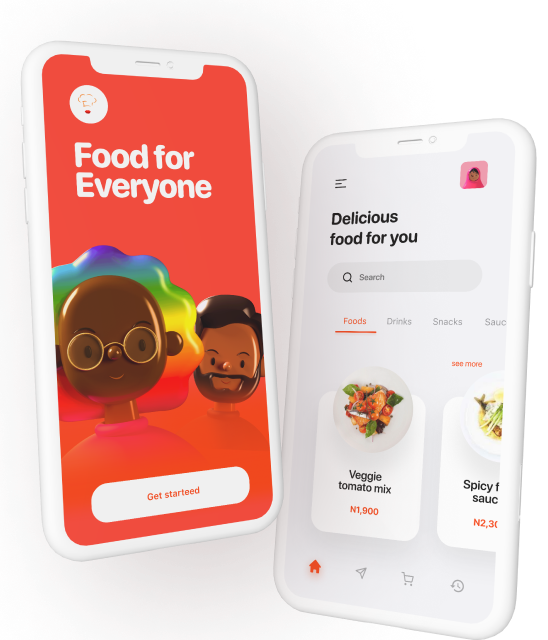 Food for
Everyone
Get starteed
Delicious
food for you
Search
Foods Drinks Snacks Sauc
see more
Veggie
tomato mix
N1,900
Spicy f
sauc
N2,30